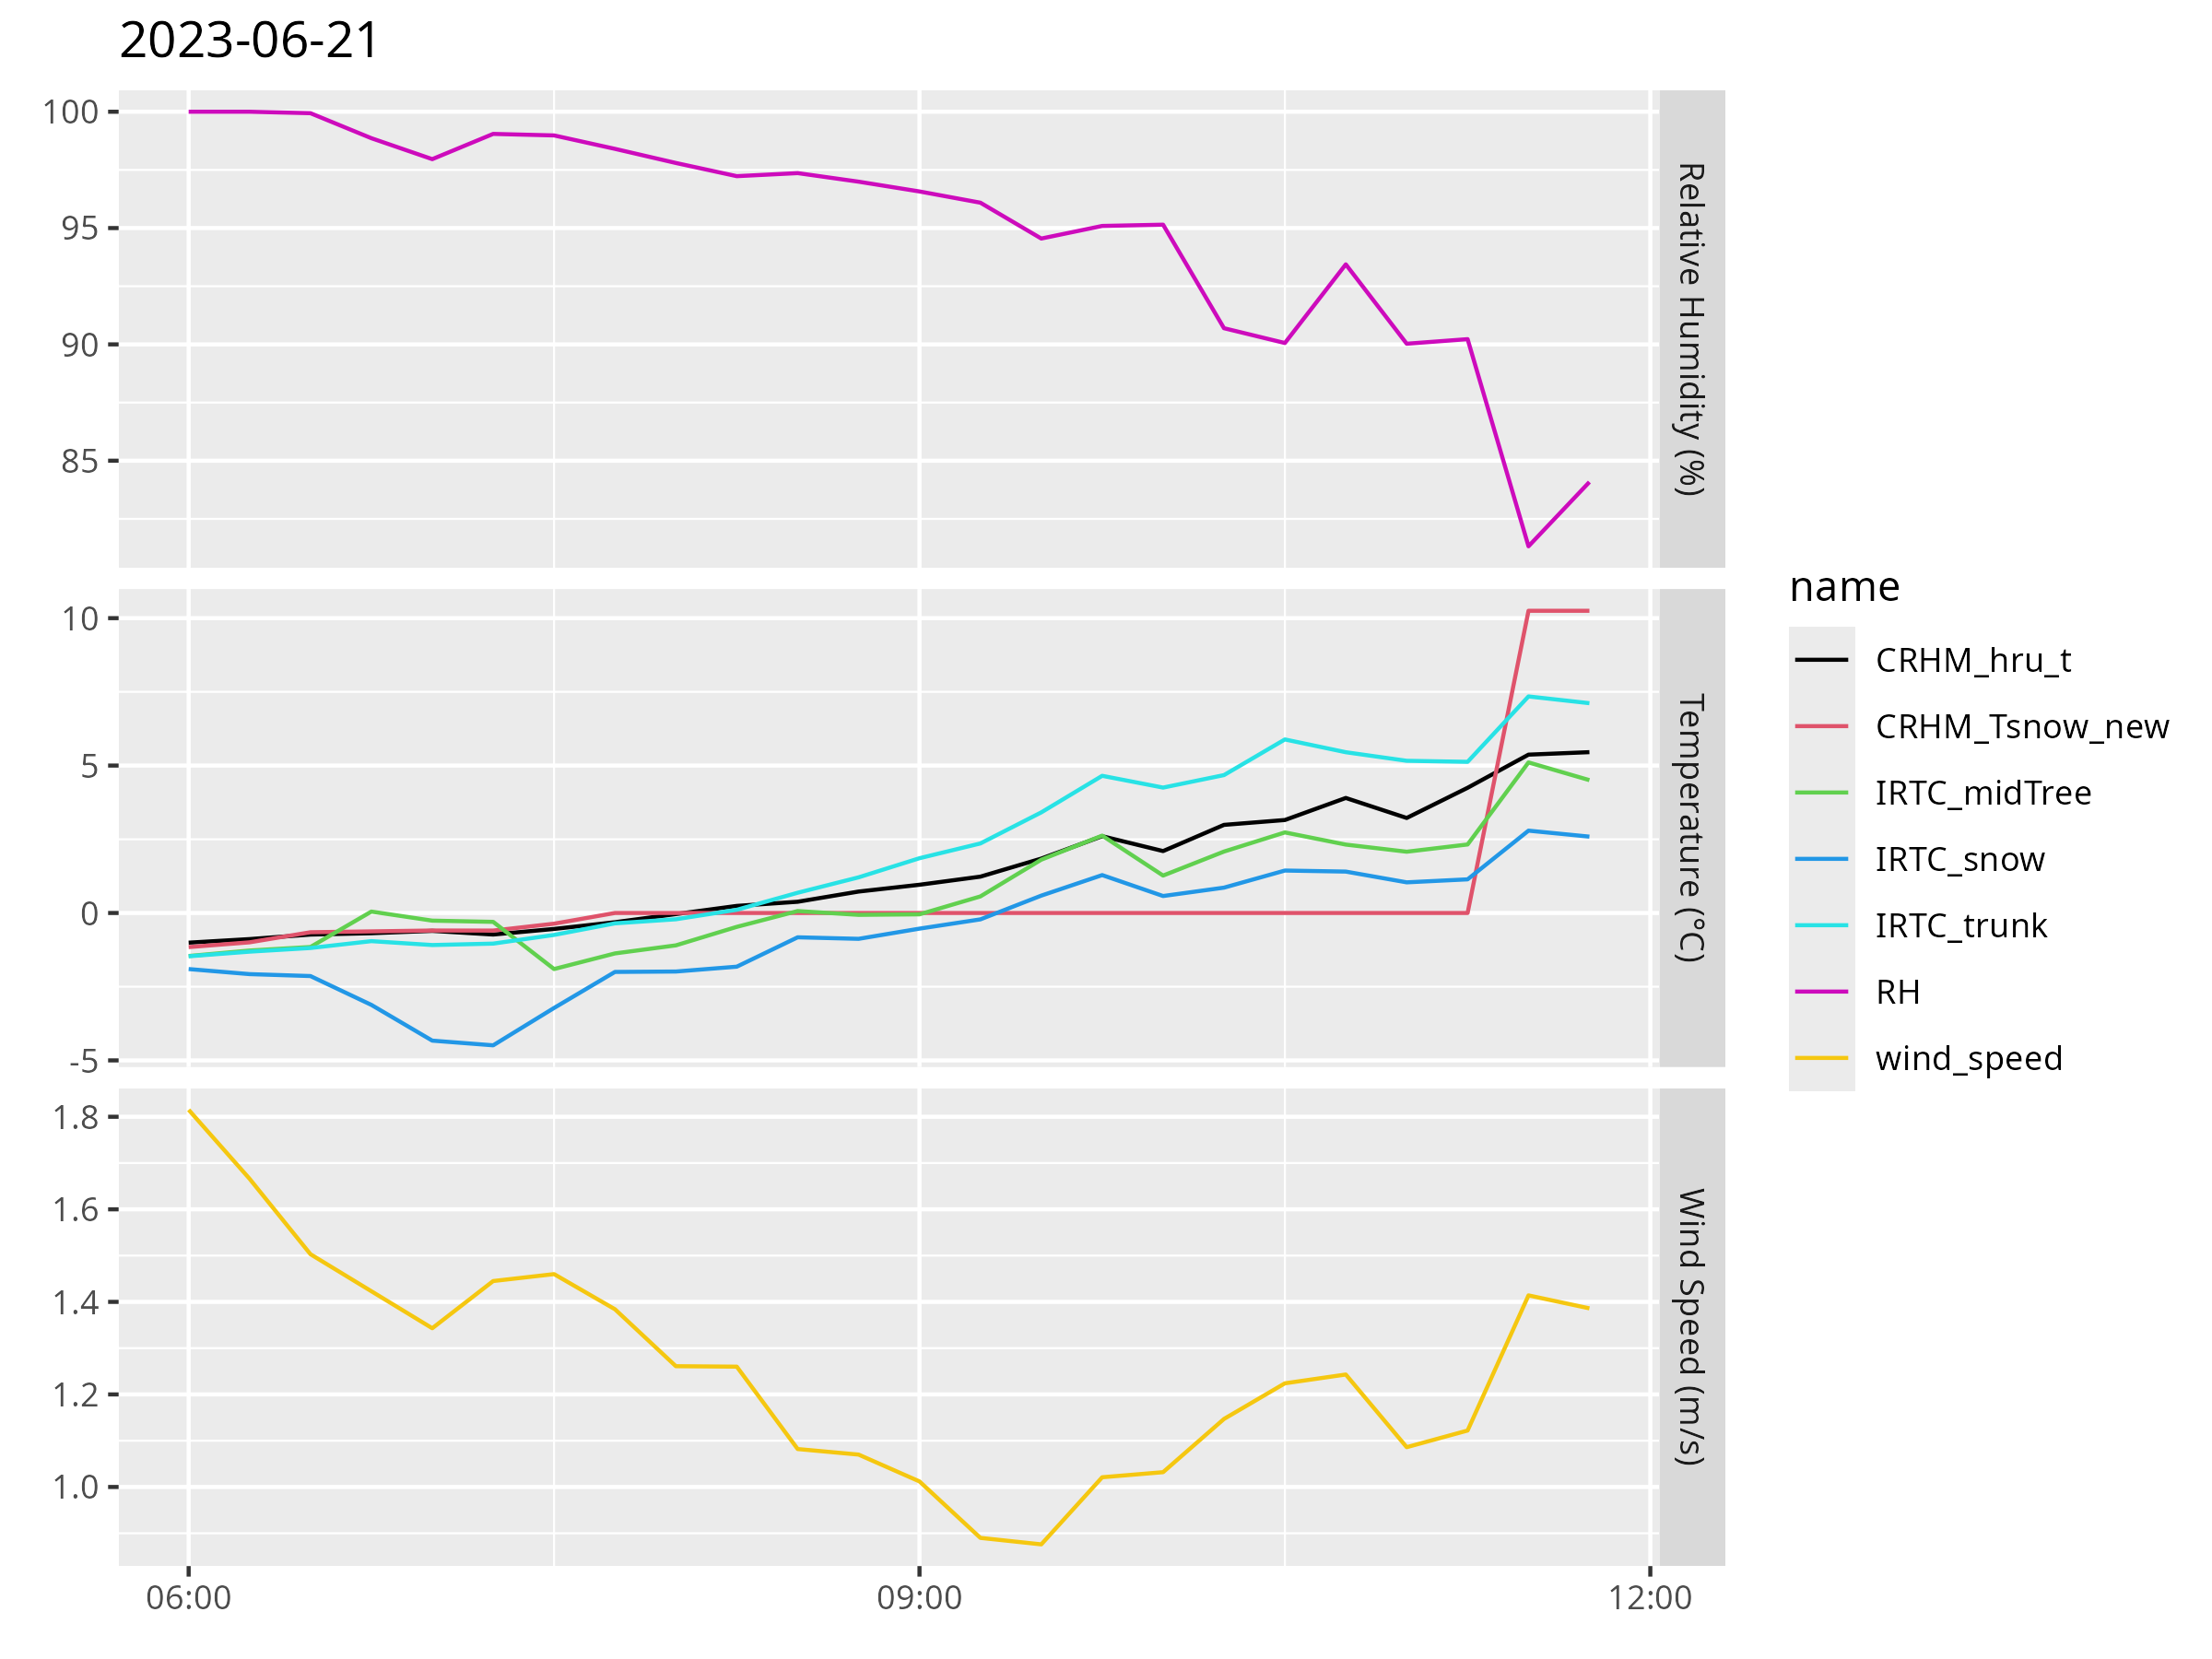 2023-06-21
100
95
90
85
Relative Humidity (%)
10
5
0
-5
Temperature (°C)
1.8
1.6
1.4
1.2
1.0
Wind Speed (m/s)
06:00 09:00 12:00
name
CRHM_hru_t
CRHM_Tsnow_new
IRTC_midTree
IRTC_snow
IRTC_trunk
RH
wind_speed